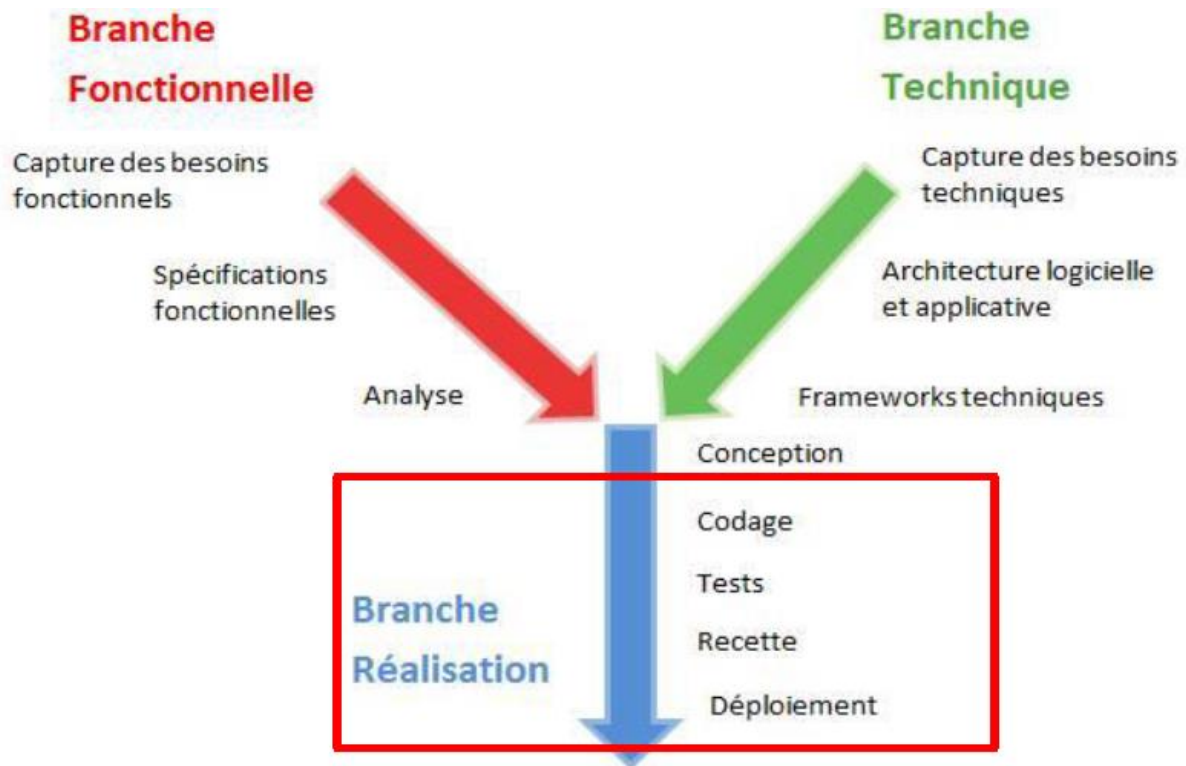 Branche
Fonctionnelle
Branche
Technique
Capture des besoins
fonctionnels
Capture des besoins
techniques
Spécifications
fonctionnelles
Architecture logicielle
et applicative
Analyse
Frameworks techniques
Conception
Codage
Tests
Branche
Réalisation
Recette
Déploiement